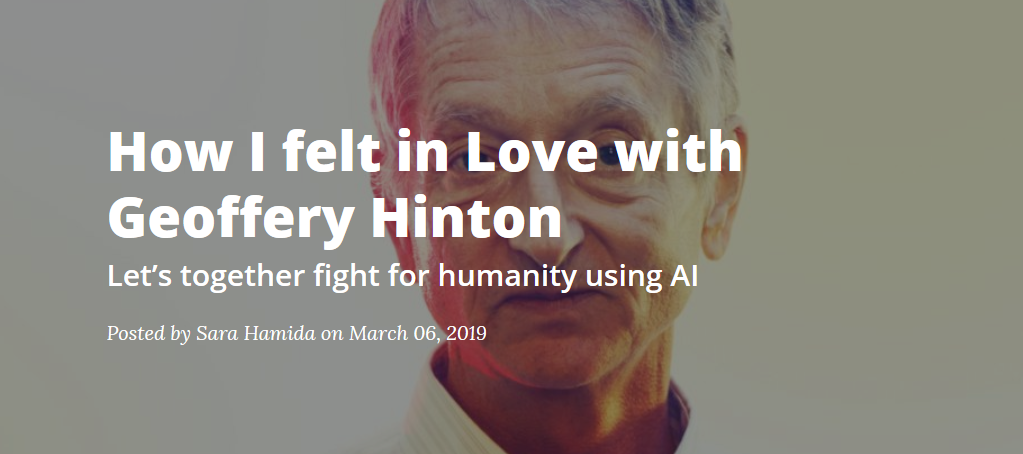 How I felt in Love with
Geoffery Hinton
Let’s together fight for humanity using AI
Posted by Sara Hamida on March 06, 2019